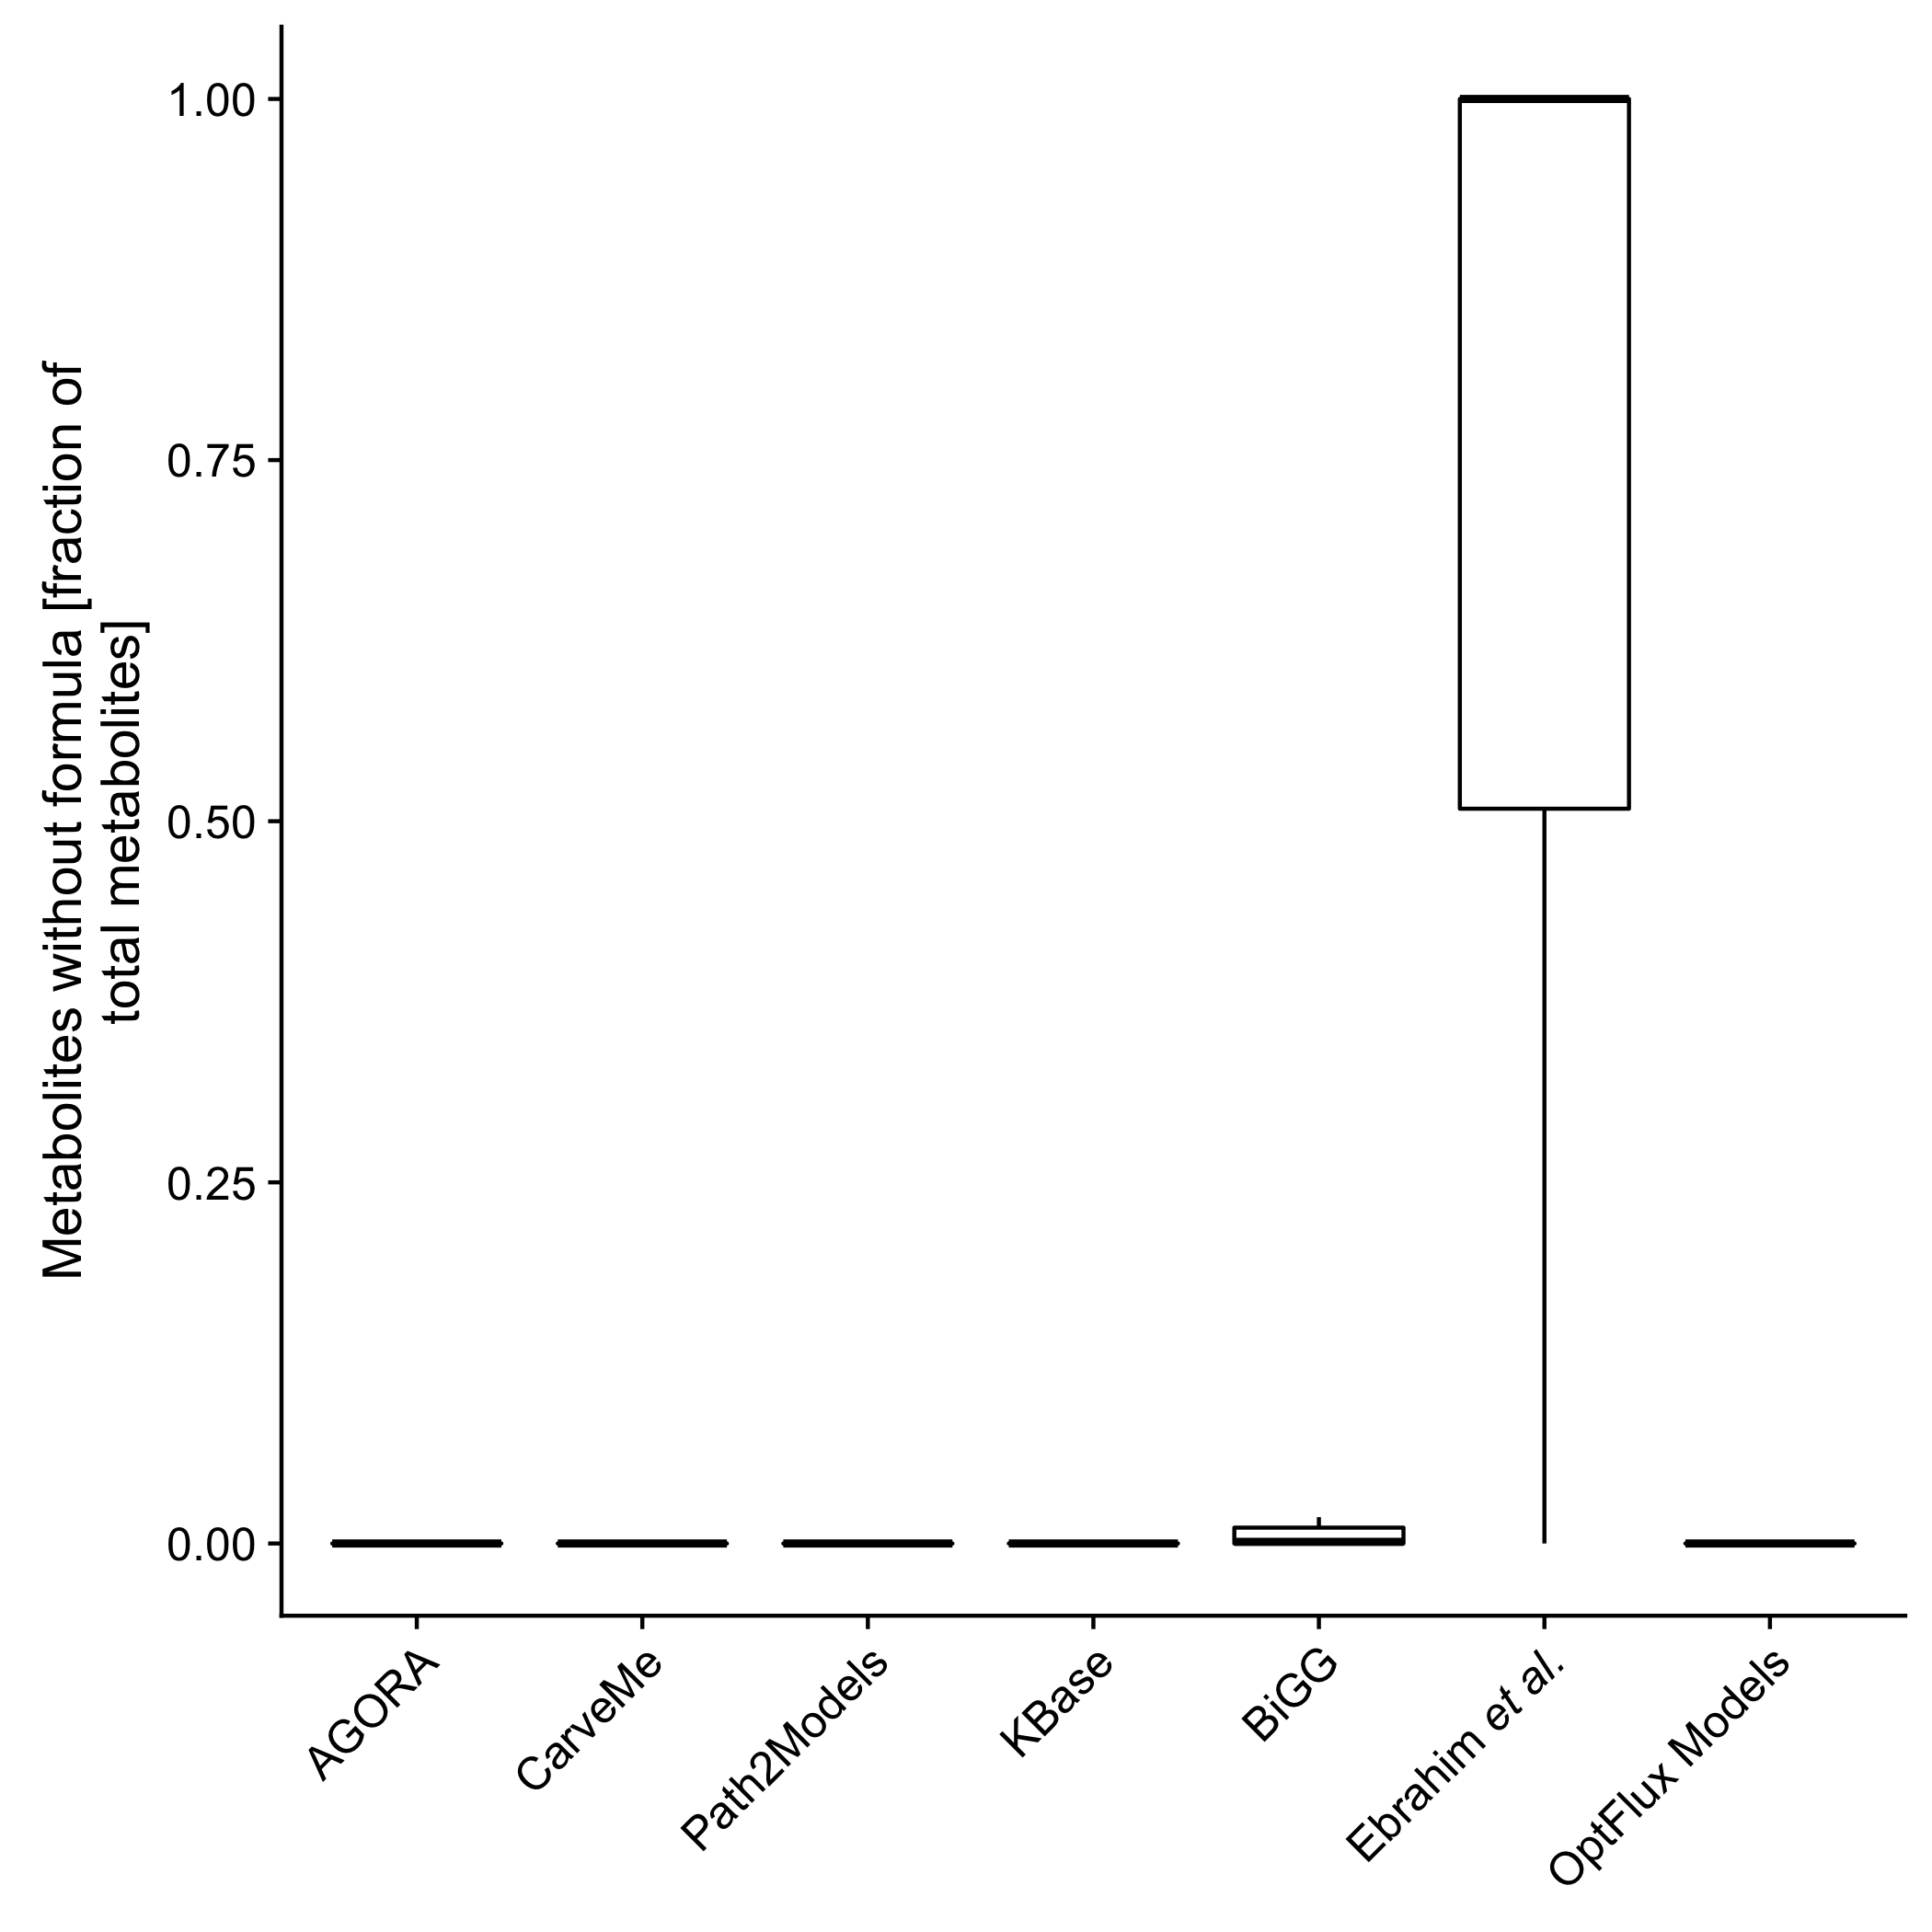 Metabolites without formula [fraction of
total metabolites]
1.00
0.75
0.50
0.25
0.00
AGORA
CarveMe
Path2Models
KBase
BiGG
Ebrahim et al.
OptFlux Models